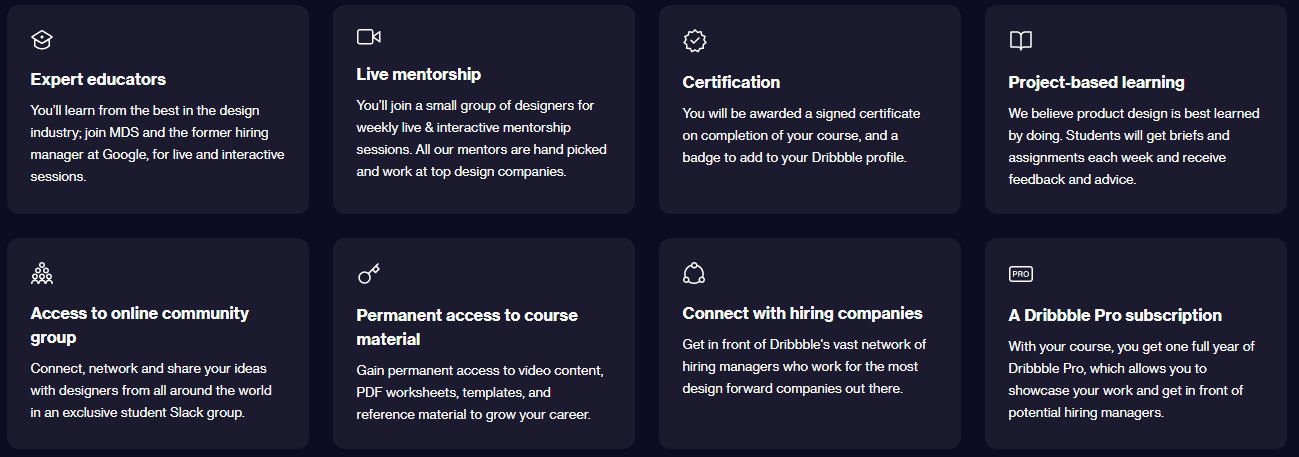 Expert educators
You'll learn from the best in the design
industry; join MDS and the former hiring
manager at Google, for live and interactive
sessions.
Live mentorship
You'll join a small group of designers for
weekly live & interactive mentorship
sessions. All our mentors are hand picked
and work at top design companies.
Certification
You will be awarded a signed certificate
on completion of your course, and a
badge to add to your Dribbble profile.
Project-based learning
We believe product design is best learned
by doing. Students will get briefs and
assignments each week and receive
feedback and advice.
Access to online community
group
Connect, network and share your ideas
with designers from all around the world
in an exclusive student Slack group.
Permanent access to course
material
Gain permanent access to video content,
PDF worksheets, templates, and
reference material to grow your career.
Connect with hiring companies
Get in front of Dribbble's vast network of
hiring managers who work for the most
design forward companies out there.
PRO
A Dribbble Pro subscription
With your course, you get one full year of
Dribbble Pro, which allows you to
showcase your work and get in front of
potential hiring managers.